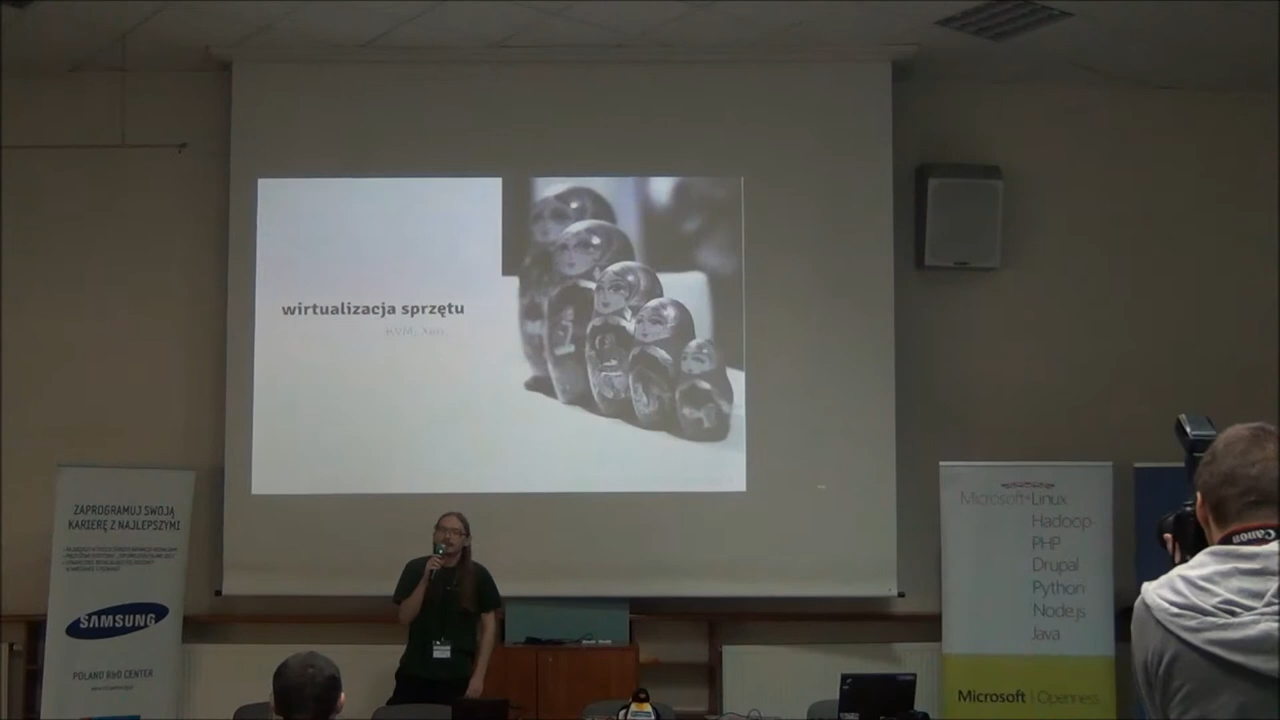 wirtualizacja sprzętu
KVM, Xen
ZAPROGRAMUJ SWOJĄ
KARIERĘ Z NAJLEPSZYMI
SAMSUNG
POLAND R&D CENTER
Microsoft+Linux
Hadoop
PHP
Drupal
Python
Node.js
Java
Microsoft | Openness
Canon